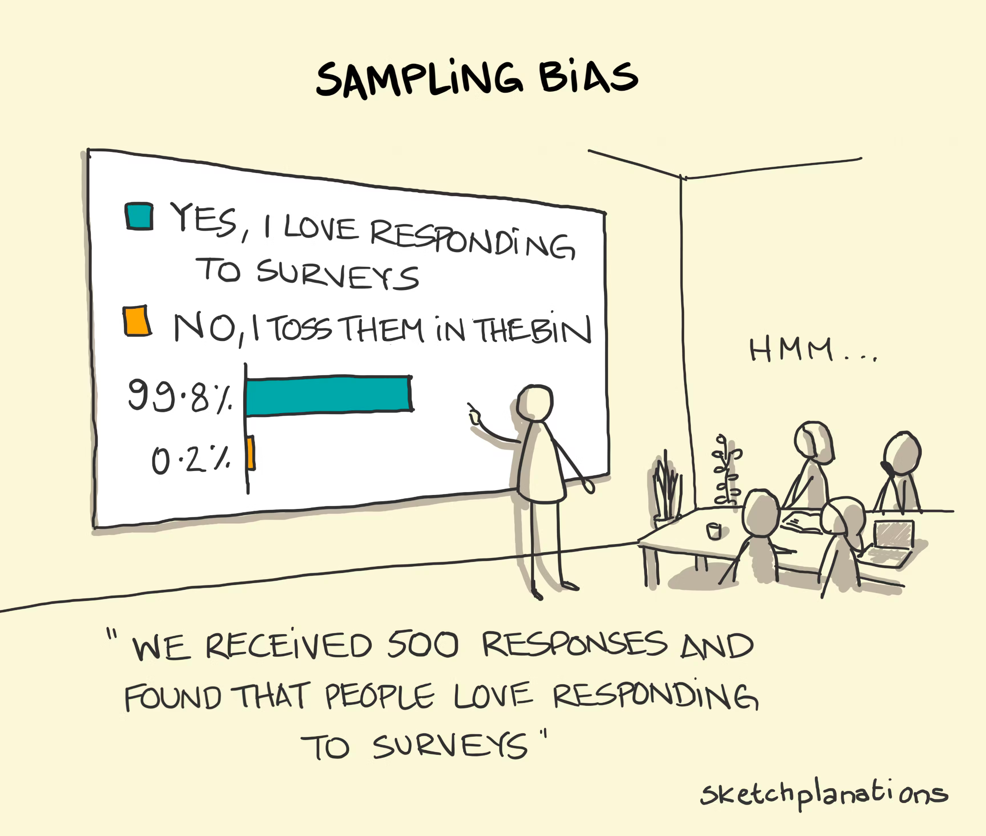 SAMPLING BIAS
YES, I LOVE RESPONDING
TO SURVEYS
NO, I TOSS THEM IN THE BIN
99.8%
0.2%
HMM...
"WE RECEIVED 500 RESPONSES AND
FOUND THAT PEOPLE LOVE RESPONDING
TO SURVEYS"
sketchplanations